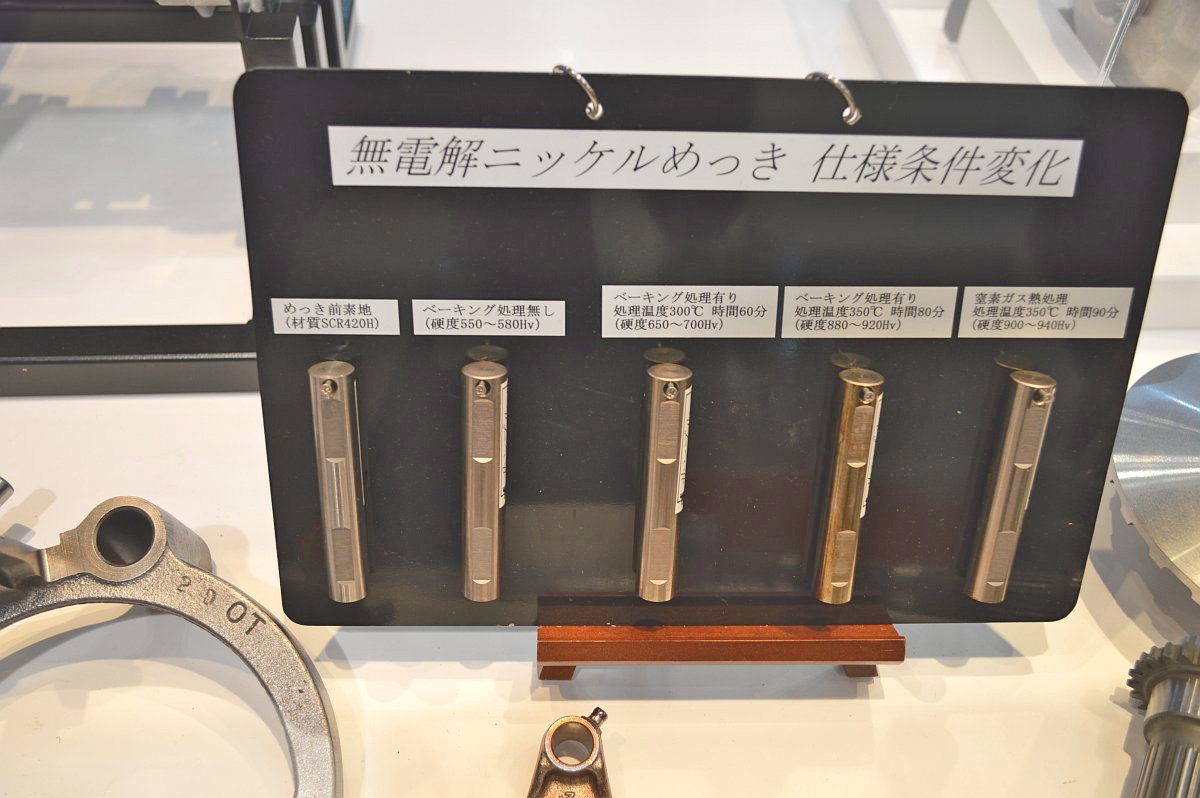 無電解ニッケルめっき 仕様条件変化
めっき前素地
(材質SCR420H)
ベーキング処理無し
(硬度550～580Hv)
ベーキング処理有り
処理温度300℃ 時間60分
(硬度650～700Hv)
ベーキング処理有り
処理温度350℃ 時間80分
(硬度880～920Hv)
窒素ガス熱処理
処理温度350℃ 時間90分
(硬度900～940Hv)